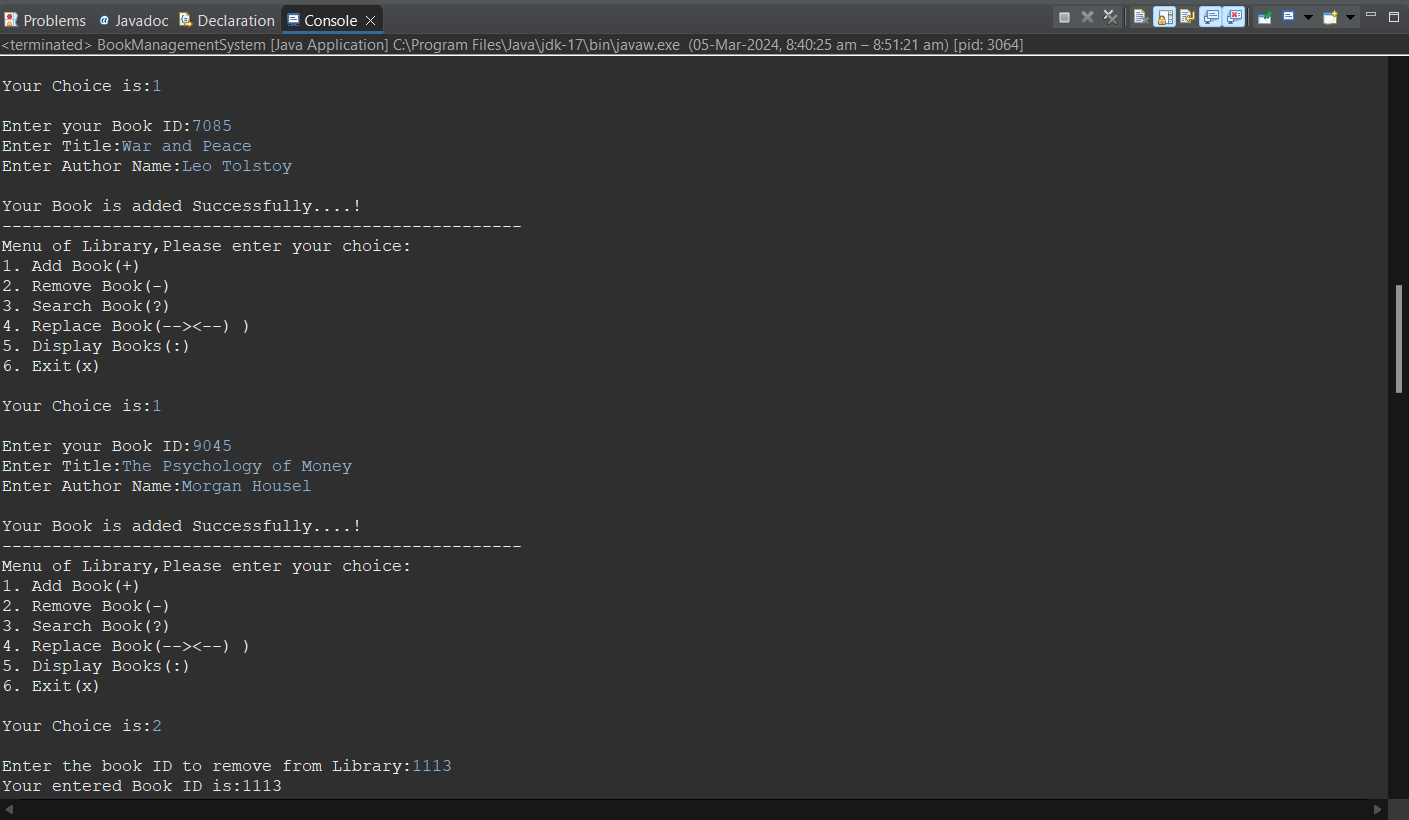 Problems Javadoc Declaration Console
<terminated> BookManagementSystem [Java Application] C:\Program Files\Java\jdk-17\bin\javaw.exe (05-Mar-2024, 8:40:25 am – 8:51:21 am) [pid: 3064]
Your Choice is:1
Enter your Book ID:7085
Enter Title:War and Peace
Enter Author Name:Leo Tolstoy
Your Book is added Successfully....!
----------------------------------------------------
Menu of Library,Please enter your choice:
1. Add Book(+)
2. Remove Book(-)
3. Search Book(?)
4. Replace Book(--><--) )
5. Display Books(:)
6. Exit(x)
Your Choice is:1
Enter your Book ID:9045
Enter Title:The Psychology of Money
Enter Author Name:Morgan Housel
Your Book is added Successfully....!
----------------------------------------------------
Menu of Library,Please enter your choice:
1. Add Book(+)
2. Remove Book(-)
3. Search Book(?)
4. Replace Book(--><--) )
5. Display Books(:)
6. Exit(x)
Your Choice is:2
Enter the book ID to remove from Library:1113
Your entered Book ID is:1113